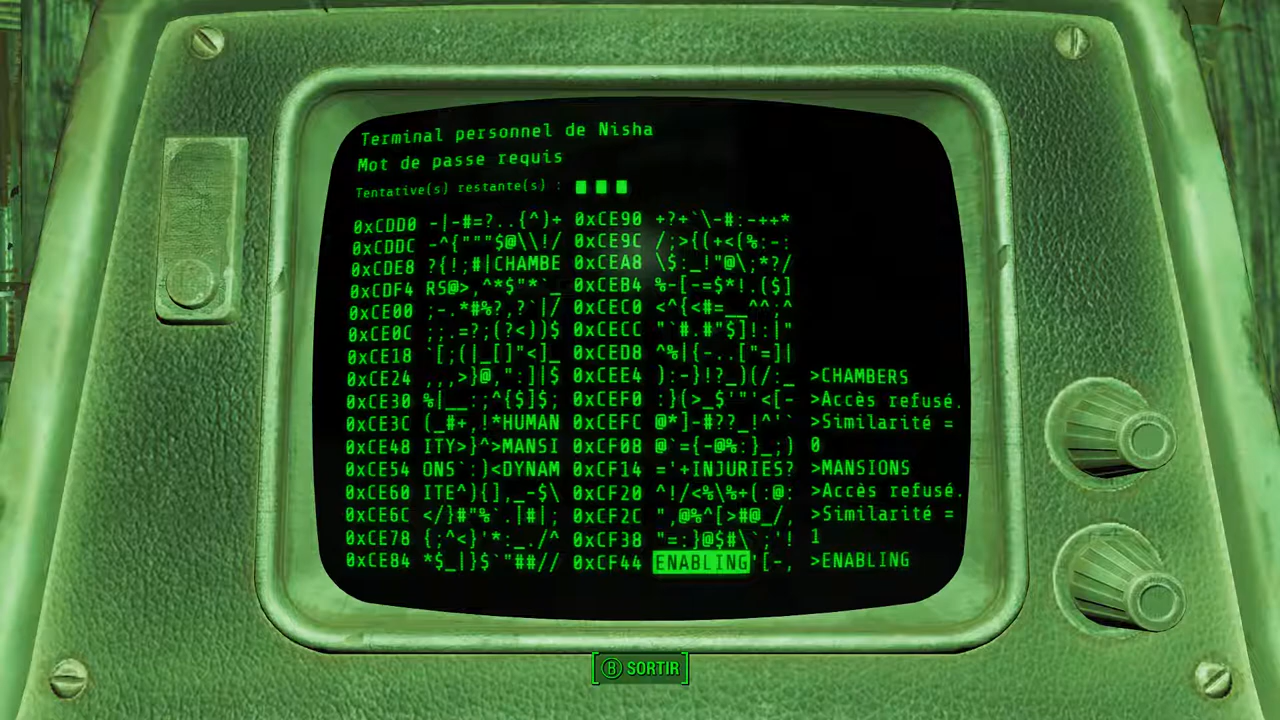 Terminal personnel de Nisha
Mot de passe requis
Tentative(s) restante(s) :
0xCDD0 -|-#=?..{^)+ 0xCE90 +?+`\-#:-++*
0xCDDC -^{"""$@\\!/ 0xCE9C /;>{(+<(%:-:
0xCDE8 ?{!;#|CHAMBE 0xCEA8 \$:_!"@\;*?/
0xCDF4 RS@>,^*$"*`_ 0xCEB4 %-[-=$*!.($]
0xCE00 ;-.*#%?,?`|/ 0xCEC0 <^{<#=__^^;^
0xCE0C ;;.=?;(?<))$ 0xCECC "`#.#"$]!:|"
0xCE18 `[;(|_[]"<]_ 0xCED8 ^%|{-..["=]|
0xCE24 ,,,>}@,":]|$ 0xCEE4 ):-}!?_)(/:_ >CHAMBERS
0xCE30 %|__:;^{$]$; 0xCEF0 :}(>_$'"'<[- >Accès refusé.
0xCE3C (_#+,!*HUMAN 0xCEFC @*]-#??_!^'` >Similarité =
0xCE48 ITY>}^>MANSI 0xCF08 @`={-@%:}_;) 0
0xCE54 ONS`:)<DYNAM 0xCF14 ='+INJURIES? >MANSIONS
0xCE60 ITE^){],_-$\ 0xCF20 ^!/<%\%+(:@: >Accès refusé.
0xCE6C </}#"%`.|#|; 0xCF2C ",@%^[>#@_/, >Similarité =
0xCE78 {;^<}'*:_./^ 0xCF38 "=:}@$#\`;'! 1
0xCE84 *$_|}$`"##// 0xCF44 ENABLING'[-, >ENABLING
B SORTIR